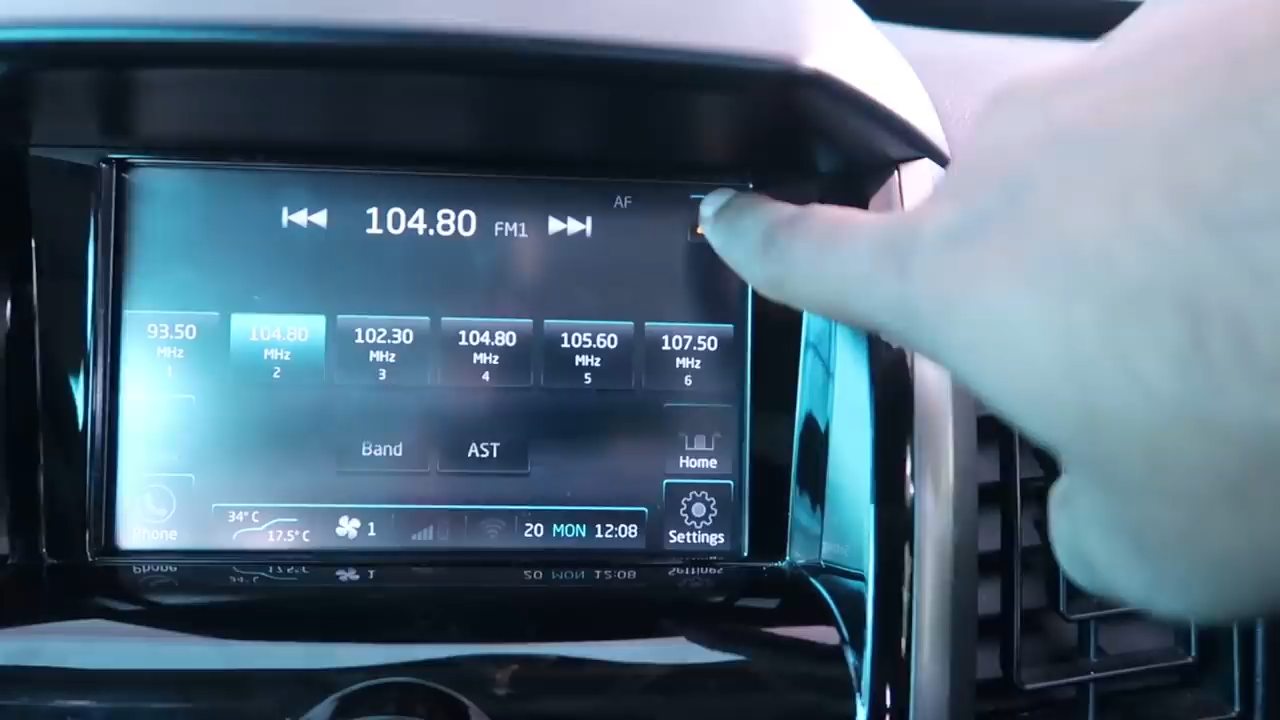 AF
104.80 FM1
93.50 104.80 102.30 104.80 105.60 107.50
MHz MHz MHz MHz MHz MHz
1 2 3 4 5 6
Band AST
Home
Phone 34°C 17.5°C 1 20 MON 12:08 Settings